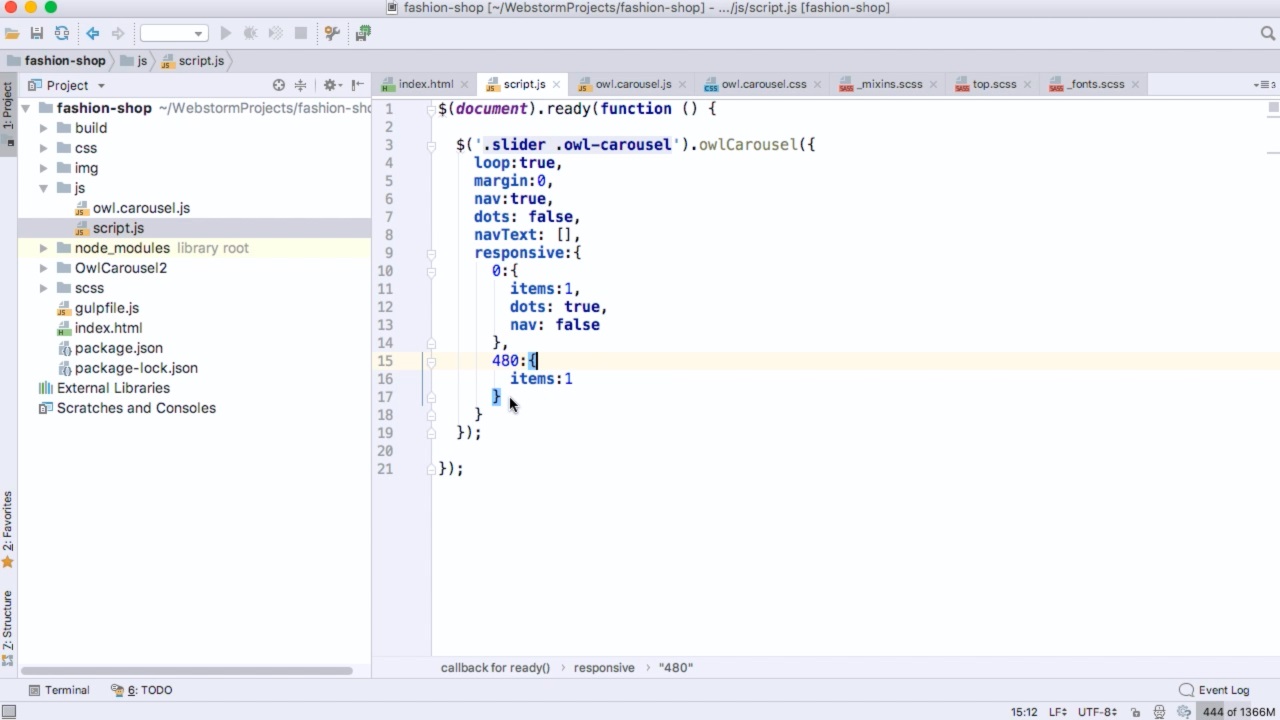 fashion-shop [~/WebstormProjects/fashion-shop] - .../js/script.js [fashion-shop]
fashion-shop js script.js
1: Project
Project
index.html script.js owl.carousel.js owl.carousel.css _mixins.scss top.scss _fonts.scss
fashion-shop ~/WebstormProjects/fashion-sho
build
css
img
js
owl.carousel.js
script.js
node_modules library root
OwlCarousel2
scss
gulpfile.js
index.html
package.json
package-lock.json
External Libraries
Scratches and Consoles
2: Favorites
Z: Structure
1 $(document).ready(function () {
2
3 $('.slider .owl-carousel').owlCarousel({
4 loop:true,
5 margin:0,
6 nav:true,
7 dots: false,
8 navText: [],
9 responsive:{
10 0:{
11 items:1,
12 dots: true,
13 nav: false
14 },
15 480:{
16 items:1
17 }
18 }
19 });
20
21 });
callback for ready() › responsive › "480"
Terminal 6: TODO Event Log
15:12 LF UTF-8 444 of 1366M